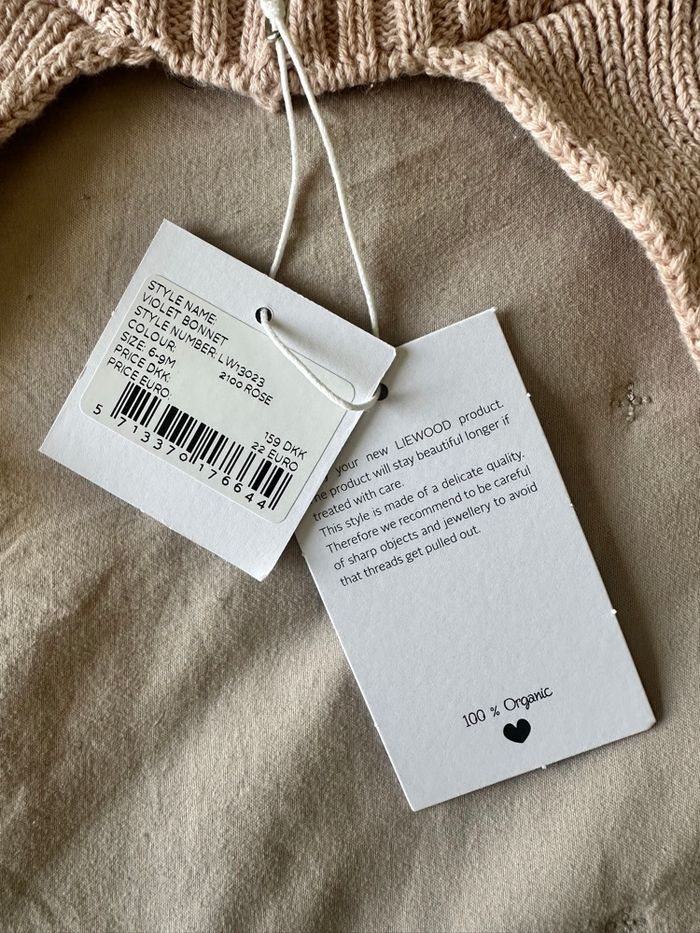 STYLE NAME:
VIOLET BONNET
STYLE NUMBER: LW13023
COLOUR: 2100 ROSE
SIZE: 6-9M
PRICE DKK: 159 DKK
PRICE EURO: 22 EURO
5 713370 176644
your new LIEWOOD product.
product will stay beautiful longer if
treated with care.
This style is made of a delicate quality.
Therefore we recommend to be careful
of sharp objects and jewellery to avoid
that threads get pulled out.
100 % Organic